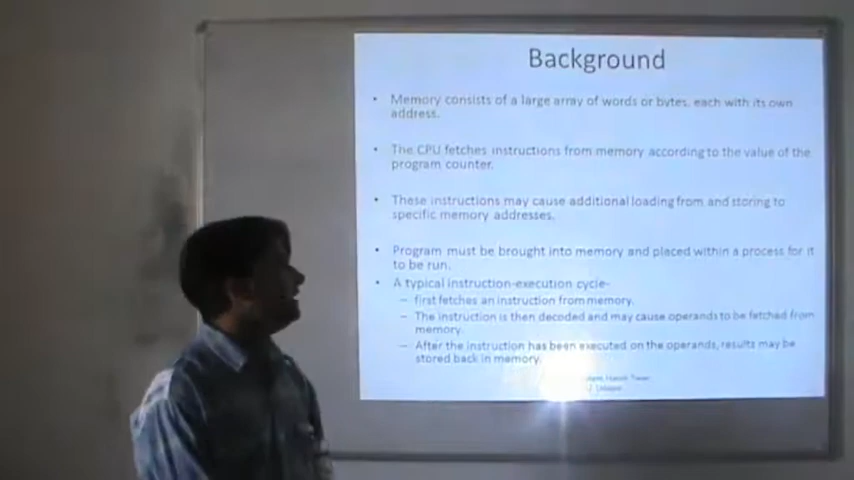 Background
• Memory consists of a large array of words or bytes, each with its own
address.
• The CPU fetches instructions from memory according to the value of the
program counter.
• These instructions may cause additional loading from and storing to
specific memory addresses.
• Program must be brought into memory and placed within a process for it
to be run.
• A typical instruction-execution cycle-
– first fetches an instruction from memory.
– The instruction is then decoded and may cause operands to be fetched from
memory.
– After the instruction has been executed on the operands, results may be
stored back in memory.